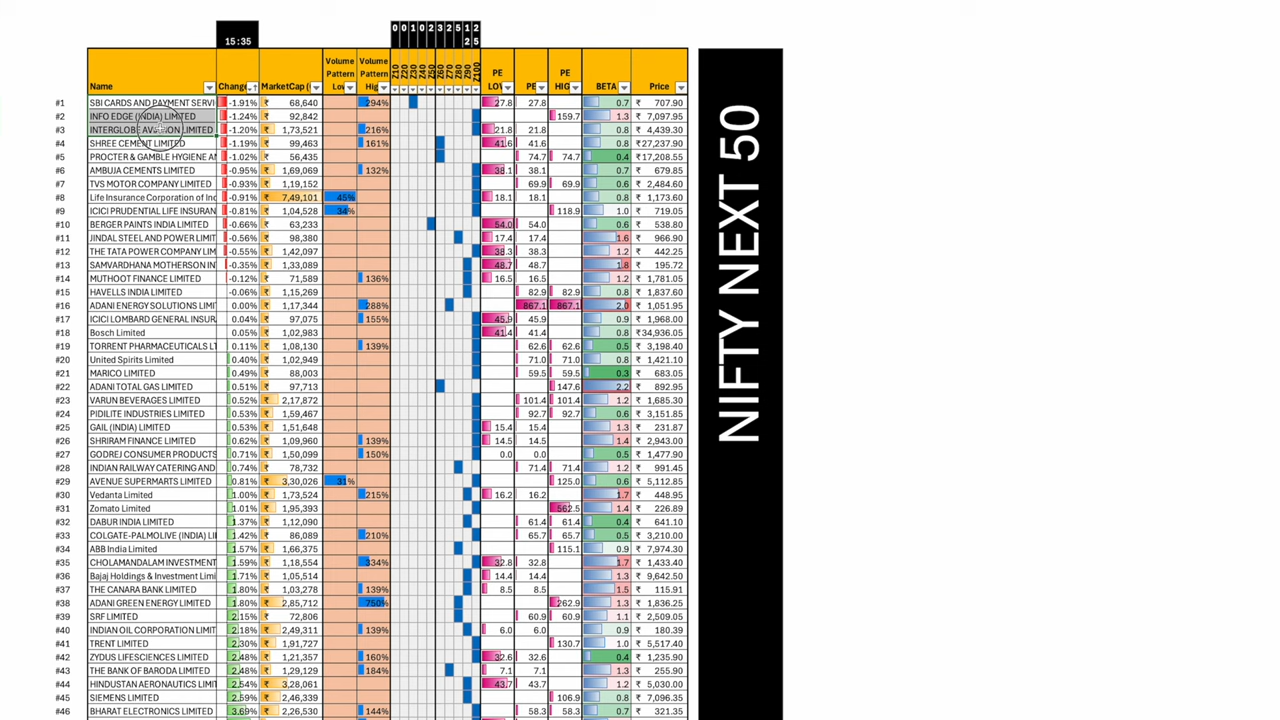 0 0 1 0 2 3 2 5 1 2
0 6 0 2 5
15:35
Volume Volume PE
Pattern Pattern PE PE
Name Change MarketCap ( Lov Hig Z10 Z20 Z30 Z40 Z50 Z60 Z70 Z80 Z90 Z100 LOV PE HIG BETA Price
#1 SBI CARDS AND PAYMENT SERVI -1.91% ₹ 68,640 294% 27.8 27.8 0.7 ₹ 707.90
#2 INFO EDGE (INDIA) LIMITED -1.24% ₹ 92,842 159.7 1.3 ₹ 7,097.95
#3 INTERGLOBE AVIATION LIMITED -1.20% ₹ 1,73,521 216% 21.8 21.8 0.8 ₹ 4,439.30
#4 SHREE CEMENT LIMITED -1.19% ₹ 99,463 161% 41.6 41.6 0.8 ₹27,237.90
#5 PROCTER & GAMBLE HYGIENE AN -1.02% ₹ 56,435 74.7 74.7 0.4 ₹17,208.55
#6 AMBUJA CEMENTS LIMITED -0.95% ₹ 1,69,069 132% 38.1 38.1 0.8 ₹ 679.85
#7 TVS MOTOR COMPANY LIMITED -0.93% ₹ 1,19,152 69.9 69.9 0.6 ₹ 2,484.60
#8 Life Insurance Corporation of Ind -0.91% ₹ 7,49,101 45% 18.1 18.1 0.8 ₹ 1,173.60
#9 ICICI PRUDENTIAL LIFE INSURAN -0.81% ₹ 1,04,528 34% 118.9 1.0 ₹ 719.05
#10 BERGER PAINTS INDIA LIMITED -0.66% ₹ 63,233 54.0 54.0 0.6 ₹ 538.80
#11 JINDAL STEEL AND POWER LIMIT -0.56% ₹ 98,380 17.4 17.4 1.6 ₹ 966.90
#12 THE TATA POWER COMPANY LIM -0.55% ₹ 1,42,097 38.3 38.3 1.2 ₹ 442.25
#13 SAMVARDHANA MOTHERSON IN -0.35% ₹ 1,33,089 48.7 48.7 1.8 ₹ 195.72
#14 MUTHOOT FINANCE LIMITED -0.12% ₹ 71,589 136% 16.5 16.5 1.2 ₹ 1,781.05
#15 HAVELLS INDIA LIMITED -0.06% ₹ 1,15,269 82.9 82.9 0.8 ₹ 1,837.60
#16 ADANI ENERGY SOLUTIONS LIMI 0.00% ₹ 1,17,344 288% 867.1 867.1 2.0 ₹ 1,051.95
#17 ICICI LOMBARD GENERAL INSUR 0.04% ₹ 97,075 155% 45.9 45.9 0.9 ₹ 1,968.00
#18 Bosch Limited 0.05% ₹ 1,02,983 41.4 41.4 0.8 ₹34,936.05
#19 TORRENT PHARMACEUTICALS LT 0.11% ₹ 1,08,130 139% 62.6 62.6 0.5 ₹ 3,198.40
#20 United Spirits Limited 0.40% ₹ 1,02,949 71.0 71.0 0.8 ₹ 1,421.10
#21 MARICO LIMITED 0.49% ₹ 88,003 59.5 59.5 0.3 ₹ 683.05
#22 ADANI TOTAL GAS LIMITED 0.51% ₹ 97,713 147.6 2.2 ₹ 892.95
#23 VARUN BEVERAGES LIMITED 0.52% ₹ 2,17,872 101.4 101.4 1.2 ₹ 1,685.30
#24 PIDILITE INDUSTRIES LIMITED 0.53% ₹ 1,59,467 92.7 92.7 0.6 ₹ 3,151.85
#25 GAIL (INDIA) LIMITED 0.53% ₹ 1,51,648 15.4 15.4 1.3 ₹ 231.87
#26 SHRIRAM FINANCE LIMITED 0.62% ₹ 1,09,960 139% 14.5 14.5 1.4 ₹ 2,943.00
#27 GODREJ CONSUMER PRODUCTS 0.71% ₹ 1,50,099 150% 0.0 0.0 0.5 ₹ 1,477.90
#28 INDIAN RAILWAY CATERING AND 0.74% ₹ 78,732 71.4 71.4 1.2 ₹ 991.45
#29 AVENUE SUPERMARTS LIMITED 0.81% ₹ 3,30,026 31% 125.0 0.6 ₹ 5,112.85
#30 Vedanta Limited 1.00% ₹ 1,73,524 215% 16.2 16.2 1.7 ₹ 448.95
#31 Zomato Limited 1.01% ₹ 1,95,393 562.5 1.4 ₹ 226.89
#32 DABUR INDIA LIMITED 1.37% ₹ 1,12,090 61.4 61.4 0.4 ₹ 641.10
#33 COLGATE-PALMOLIVE (INDIA) LI 1.42% ₹ 86,089 210% 65.7 65.7 0.5 ₹ 3,210.00
#34 ABB India Limited 1.57% ₹ 1,66,375 115.1 0.9 ₹ 7,974.30
#35 CHOLAMANDALAM INVESTMENT 1.59% ₹ 1,18,554 334% 32.8 32.8 1.7 ₹ 1,433.40
#36 Bajaj Holdings & Investment Limi 1.71% ₹ 1,05,514 14.4 14.4 1.3 ₹ 9,642.50
#37 THE CANARA BANK LIMITED 1.80% ₹ 1,03,278 139% 8.5 8.5 1.5 ₹ 115.91
#38 ADANI GREEN ENERGY LIMITED 1.80% ₹ 2,85,712 750% 262.9 1.3 ₹ 1,836.25
#39 SRF LIMITED 2.15% ₹ 72,806 60.9 60.9 1.1 ₹ 2,509.05
#40 INDIAN OIL CORPORATION LIMIT 2.18% ₹ 2,49,311 139% 6.0 6.0 0.9 ₹ 180.39
#41 TRENT LIMITED 2.30% ₹ 1,91,727 130.7 1.0 ₹ 5,517.40
#42 ZYDUS LIFESCIENCES LIMITED 2.48% ₹ 1,21,357 160% 32.6 32.6 0.4 ₹ 1,235.90
#43 THE BANK OF BARODA LIMITED 2.48% ₹ 1,29,129 184% 7.1 7.1 1.3 ₹ 255.90
#44 HINDUSTAN AERONAUTICS LIMI 2.54% ₹ 3,28,061 43.7 43.7 1.2 ₹ 5,030.00
#45 SIEMENS LIMITED 2.59% ₹ 2,46,339 106.9 0.8 ₹ 7,096.35
#46 BHARAT ELECTRONICS LIMITED 3.69% ₹ 2,26,530 144% 58.3 58.3 0.7 ₹ 321.35
NIFTY NEXT 50